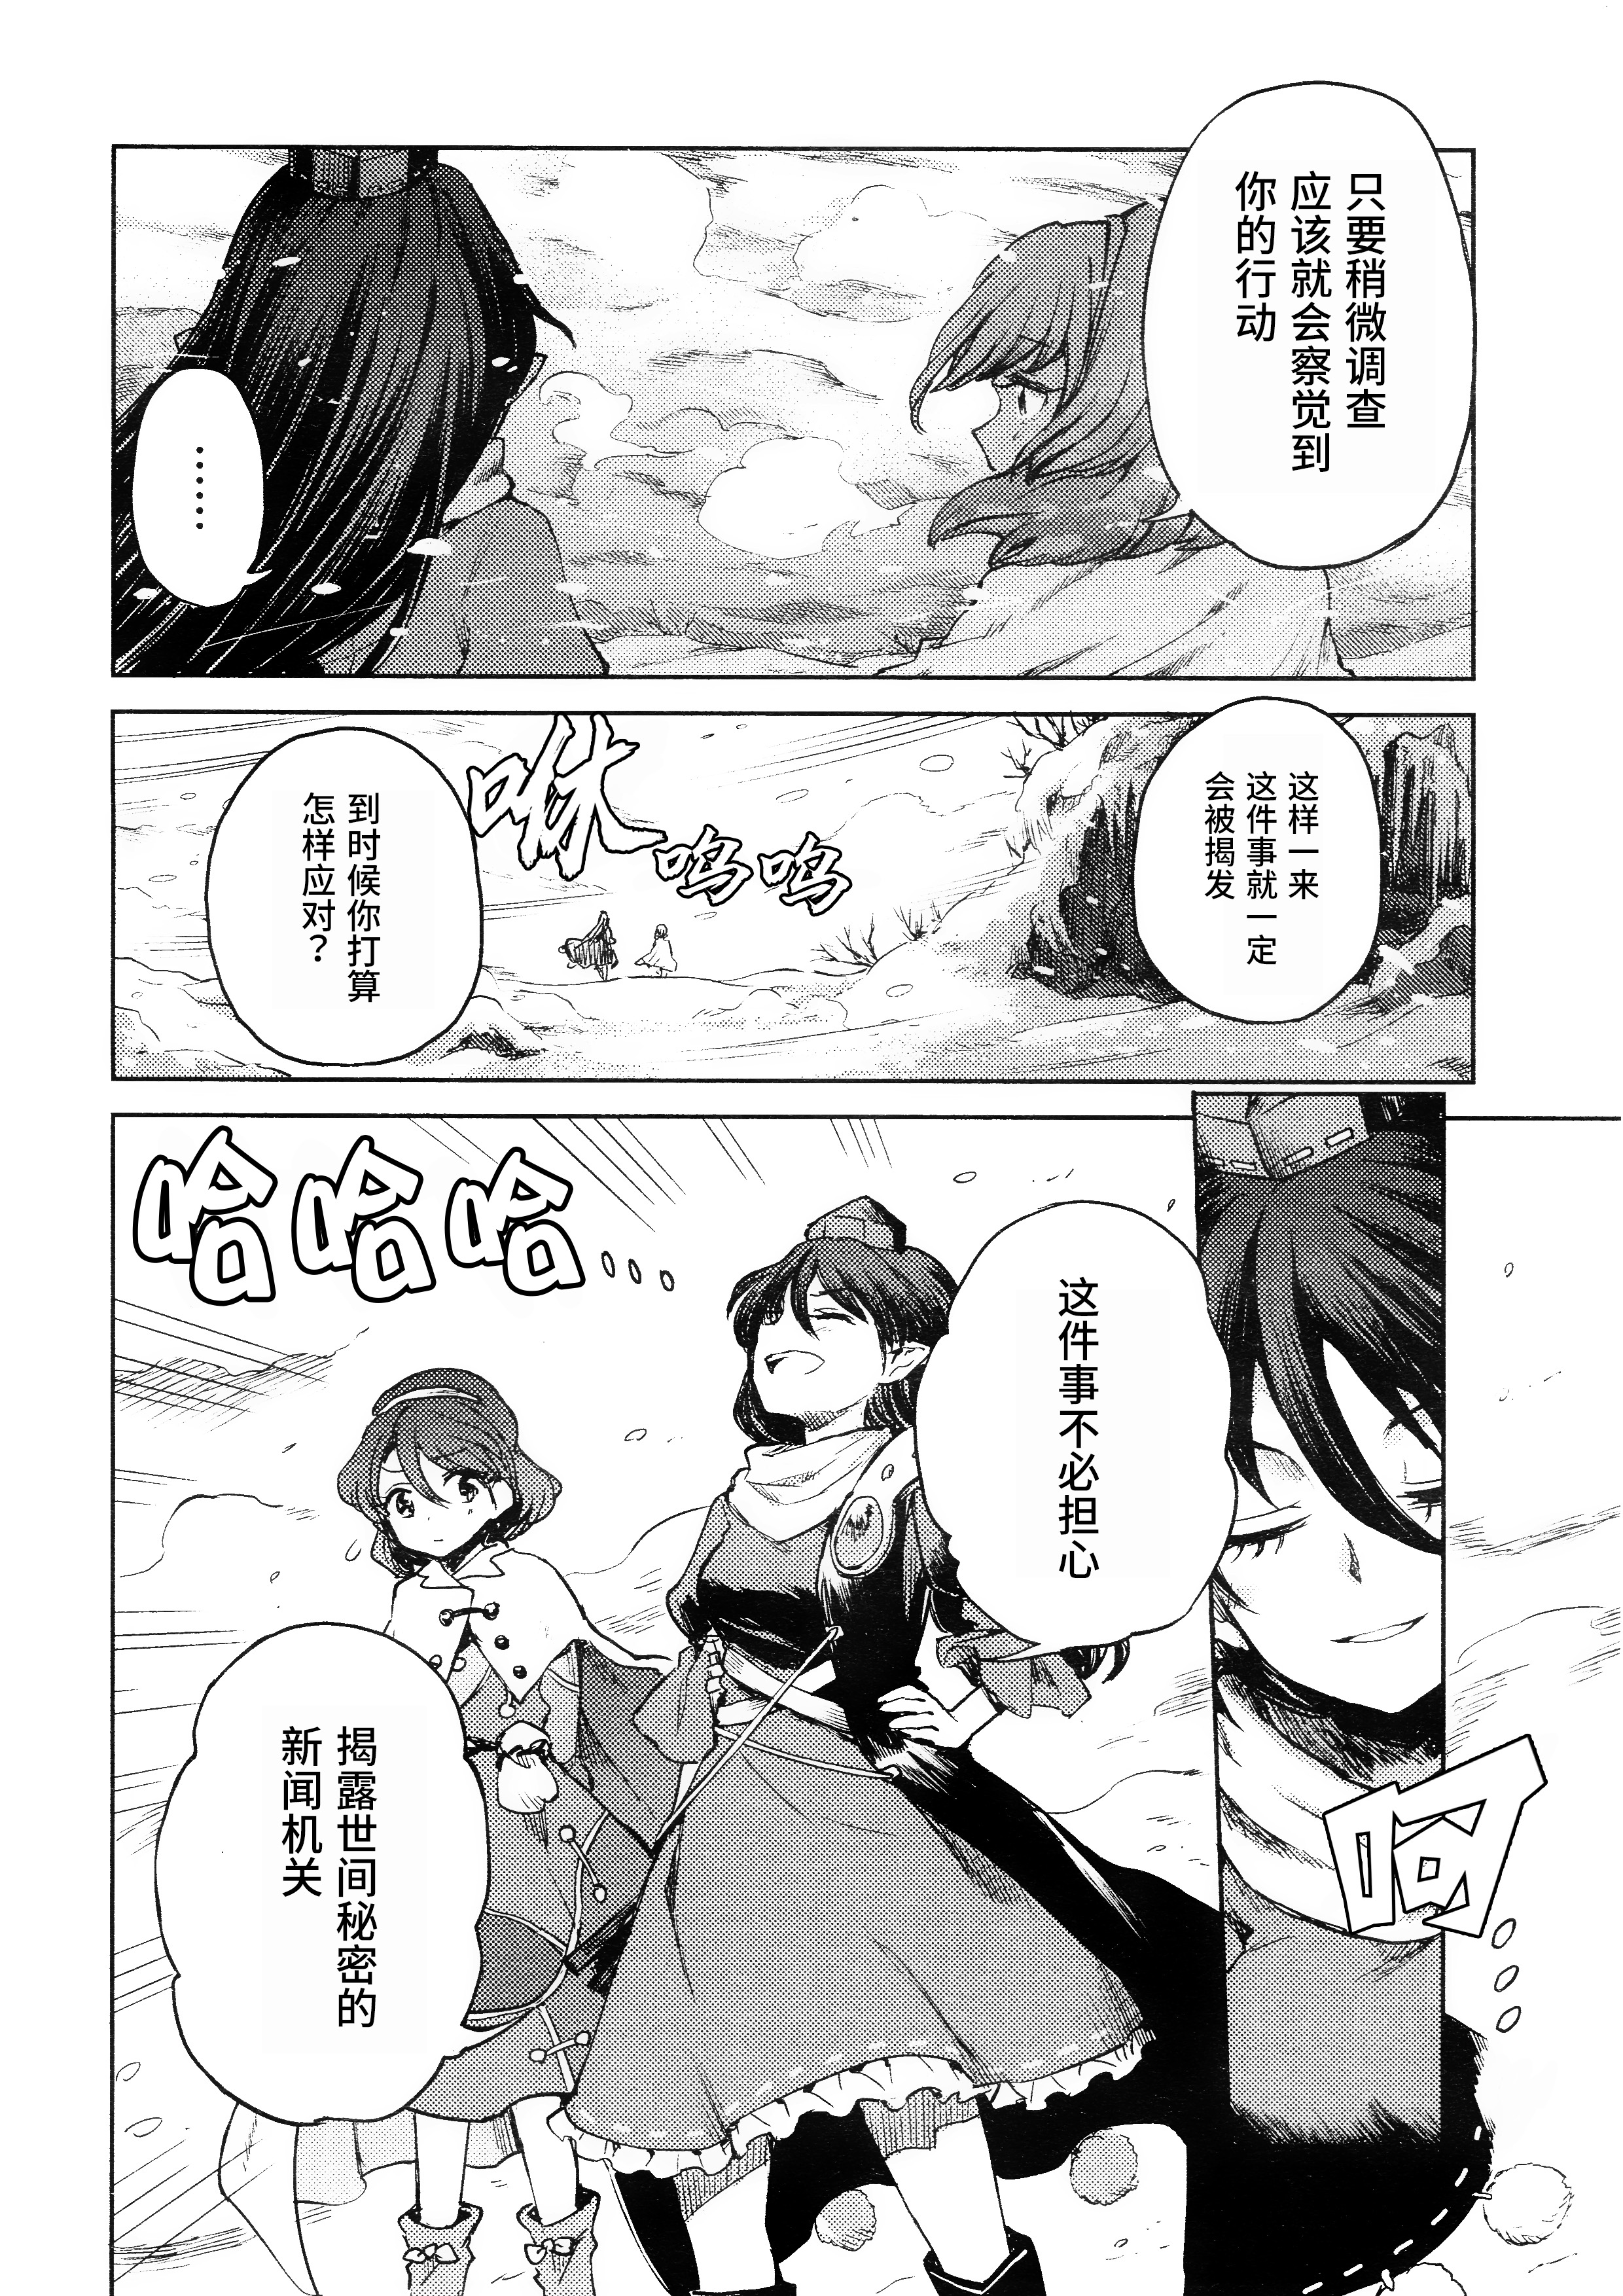 只要稍微调查
应该就会察觉到
你的行动
……
这样一来
这件事就一定
会被揭发
咻
呜呜
到时候你打算
怎样应对？
呵...
这件事不必担心
哈哈哈...
揭露世间秘密的
新闻机关